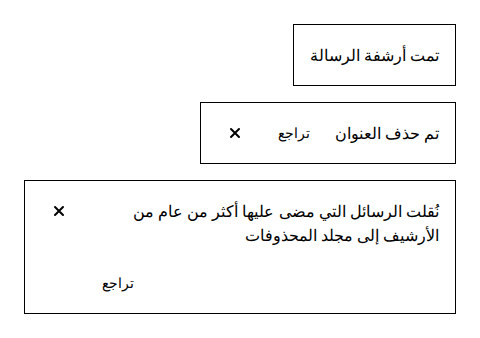 تمت أرشفة الرسالة
تم حذف العنوان تراجع
نُقلت الرسائل التي مضى عليها أكثر من عام من
الأرشيف إلى مجلد المحذوفات
تراجع